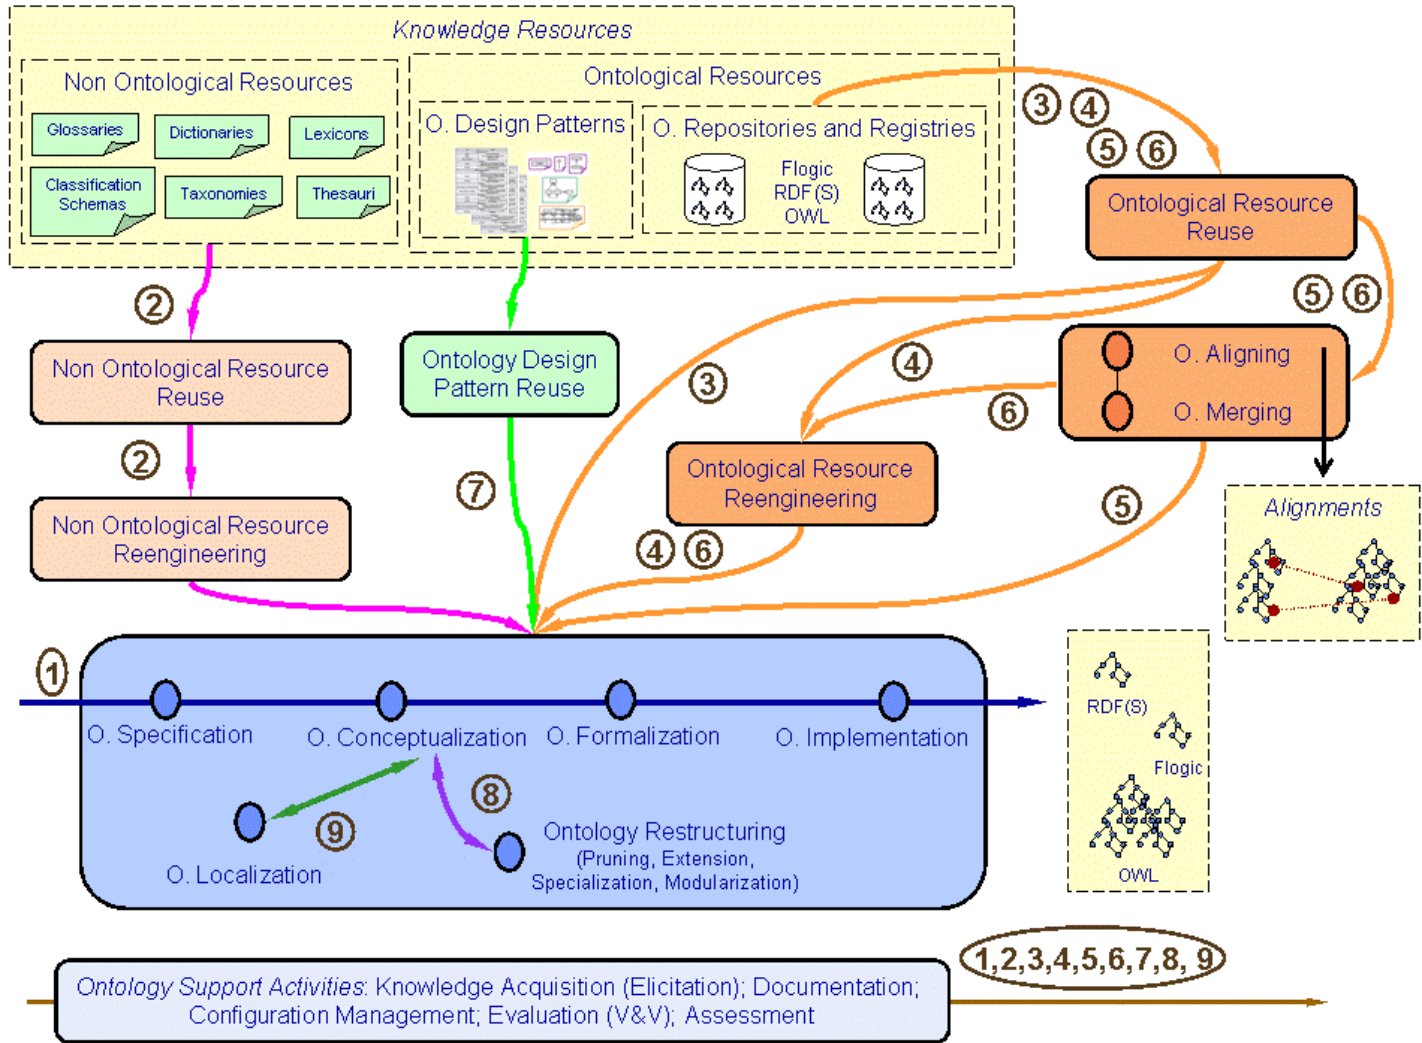 Knowledge Resources
Non Ontological Resources
Glossaries
Dictionaries
Lexicons
Classification
Schemas
Taxonomies
Thesauri
Ontological Resources
O. Design Patterns
O. Repositories and Registries
Flogic
RDF(S)
OWL
3
4
5
6
Ontological Resource
Reuse
5
6
2
Non Ontological Resource
Reuse
2
Non Ontological Resource
Reengineering
Ontology Design
Pattern Reuse
7
3
4
6
O. Aligning
O. Merging
Ontological Resource
Reengineering
4
6
5
Alignments
1
O. Specification
O. Conceptualization
O. Formalization
O. Implementation
9
8
O. Localization
Ontology Restructuring
(Pruning, Extension,
Specialization, Modularization)
RDF(S)
Flogic
OWL
1,2,3,4,5,6,7,8, 9
Ontology Support Activities: Knowledge Acquisition (Elicitation); Documentation;
Configuration Management; Evaluation (V&V); Assessment